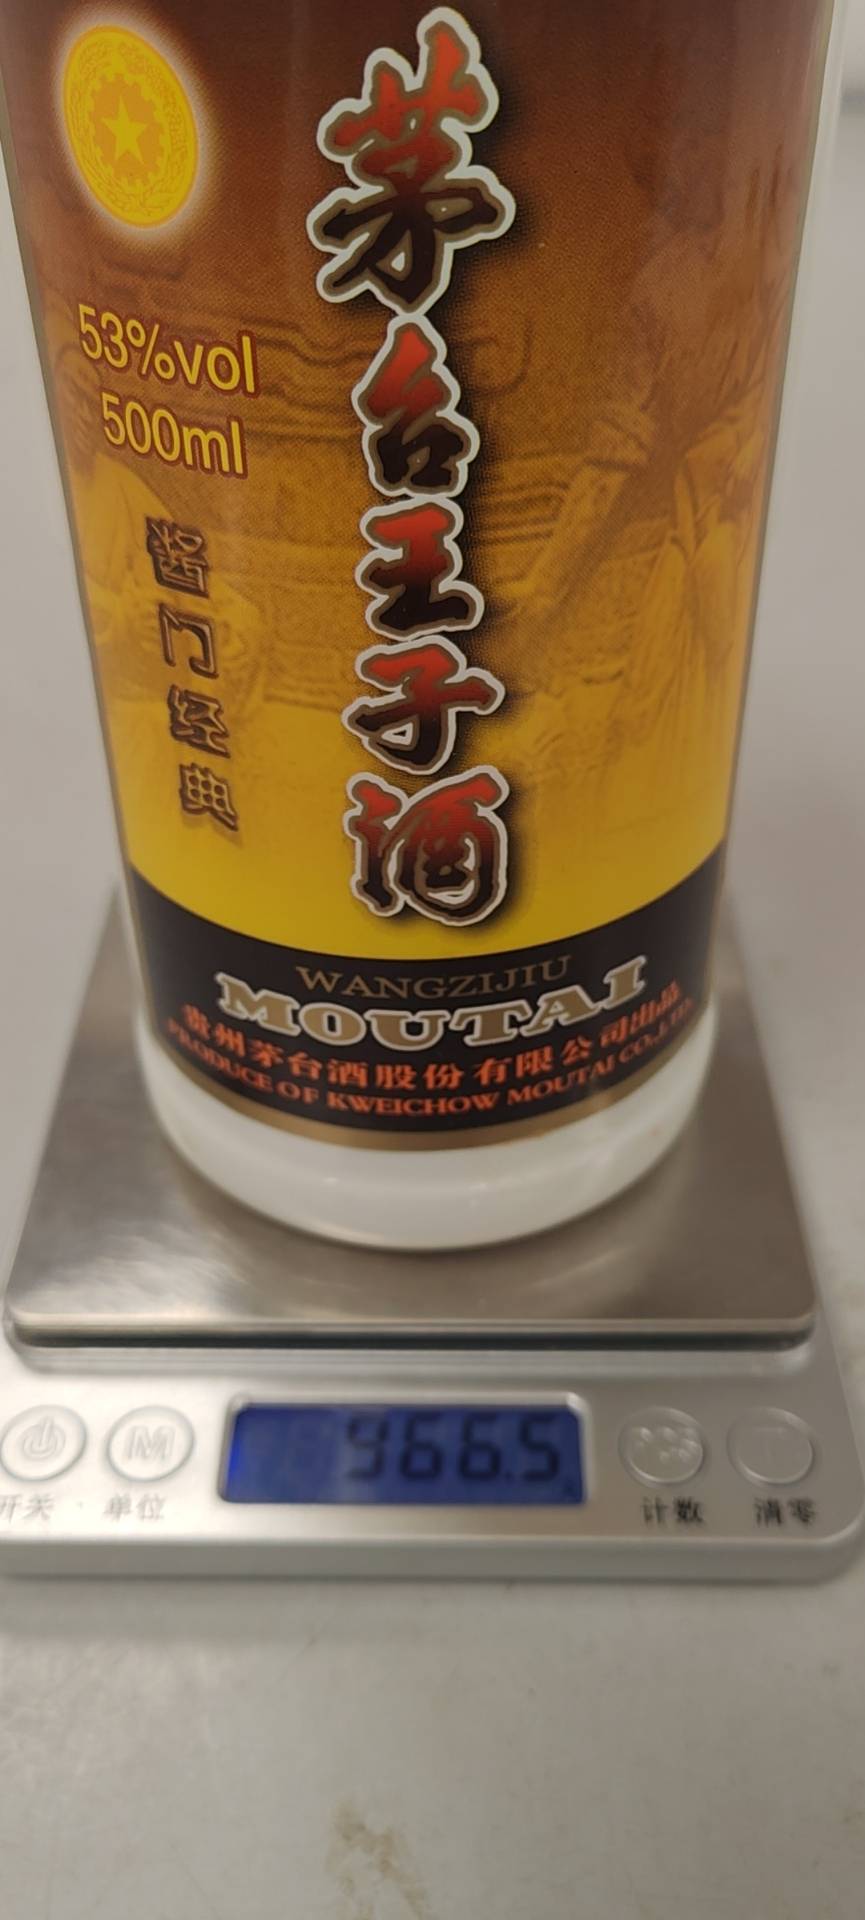 茅台王子酒
53%vol
500ml
酱门经典
WANGZIJIU
MOUTAI
贵州茅台酒股份有限公司出品
PRODUCE OF KWEICHOW MOUTAI CO.,LTD.
966.5
M
开关
单位
计数
清零